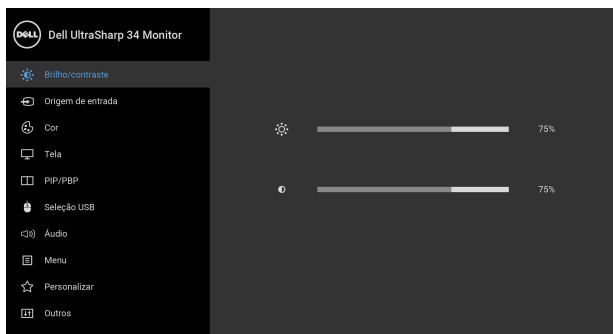 DELL Dell UltraSharp 34 Monitor
Brilho/contraste
Origem de entrada
Cor
75%
Tela
PIP/PBP
75%
Seleção USB
Áudio
Menu
Personalizar
Outros